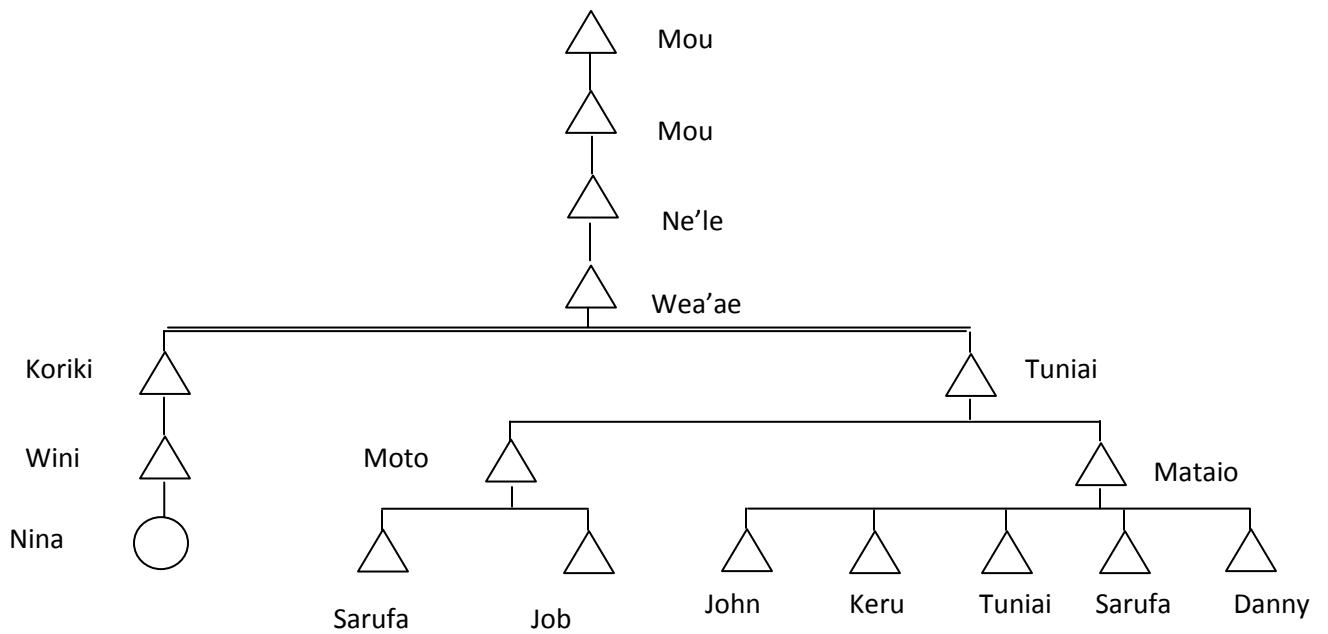 Mou
Mou
Ne’le
Wea’ae
Koriki
Tuniai
Wini
Moto
Mataio
Nina
Sarufa
Job
John
Keru
Tuniai
Sarufa
Danny